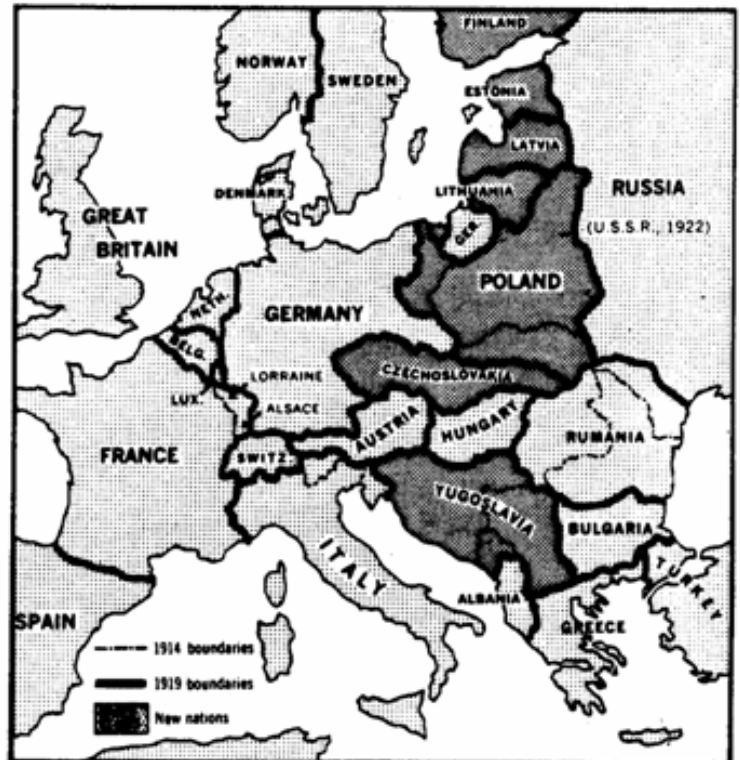 FINLAND
NORWAY
SWEDEN
ESTONIA
LATVIA
DENMARK
LITHUANIA
RUSSIA
(U.S.S.R., 1922)
GREAT
BRITAIN
GER.
POLAND
NETH.
GERMANY
BELG.
CZECHOSLOVAKIA
LORRAINE
LUX.
ALSACE
AUSTRIA
HUNGARY
RUMANIA
FRANCE
SWITZ.
YUGOSLAVIA
BULGARIA
ITALY
TURKEY
ALBANIA
SPAIN
GREECE
1914 boundaries
1919 boundaries
New nations